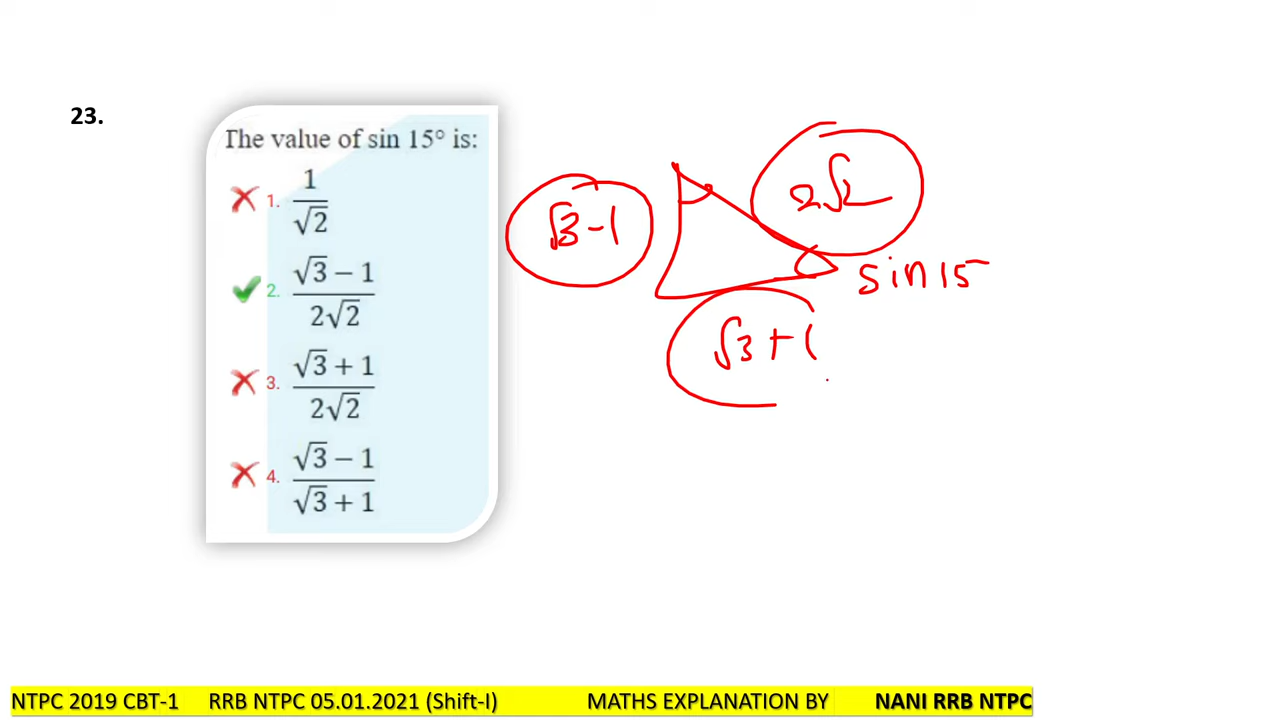 23.
The value of sin 15° is:
1. 1/√2
2. (√3 − 1)/(2√2)
3. (√3 + 1)/(2√2)
4. (√3 − 1)/(√3 + 1)
2√2
√3 − 1
sin 15
√3 + 1
NTPC 2019 CBT-1 RRB NTPC 05.01.2021 (Shift-I) MATHS EXPLANATION BY NANI RRB NTPC